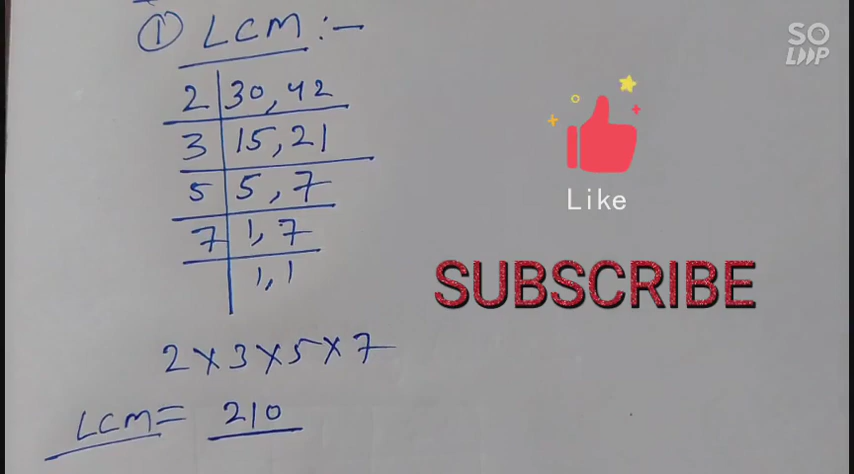 ① LCM :-
2 | 30, 42
3 | 15, 21
5 | 5, 7
7 | 1, 7
1, 1
2 × 3 × 5 × 7
LCM = 210
SO
LOOP
Like
SUBSCRIBE